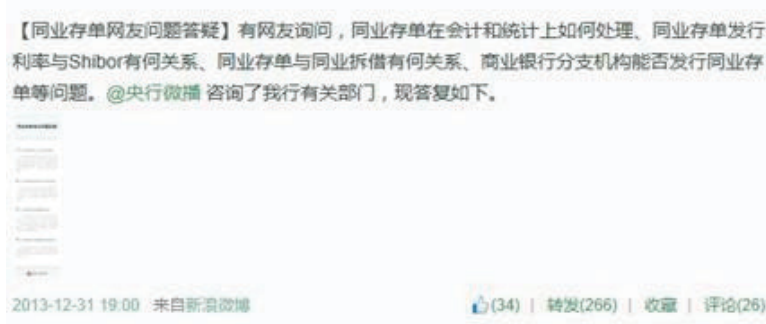 【同业存单网友问题答疑】有网友询问，同业存单在会计和统计上如何处理、同业存单发行
利率与Shibor有何关系、同业存单与同业拆借有何关系、商业银行分支机构能否发行同业存
单等问题。@央行微播 咨询了我行有关部门，现答复如下。
2013-12-31 19:00 来自新浪微博 (34) | 转发(266) | 收藏 | 评论(26)